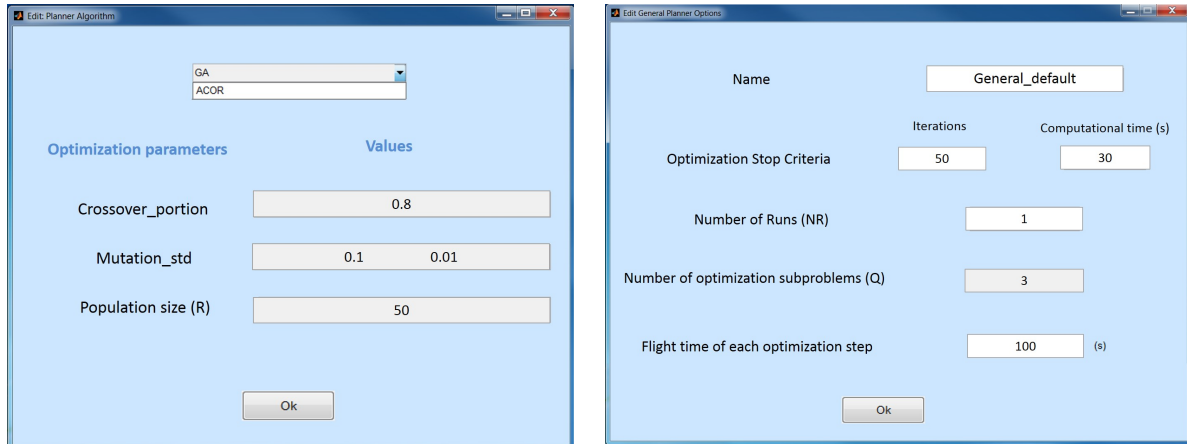 Edit: Planner Algorithm
GA
ACOR
Optimization parameters Values
Crossover_portion 0.8
Mutation_std 0.1 0.01
Population size (R) 50
Ok
Edit General Planner Options
Name General_default
Iterations Computational time (s)
Optimization Stop Criteria 50 30
Number of Runs (NR) 1
Number of optimization subproblems (Q) 3
Flight time of each optimization step 100 (s)
Ok